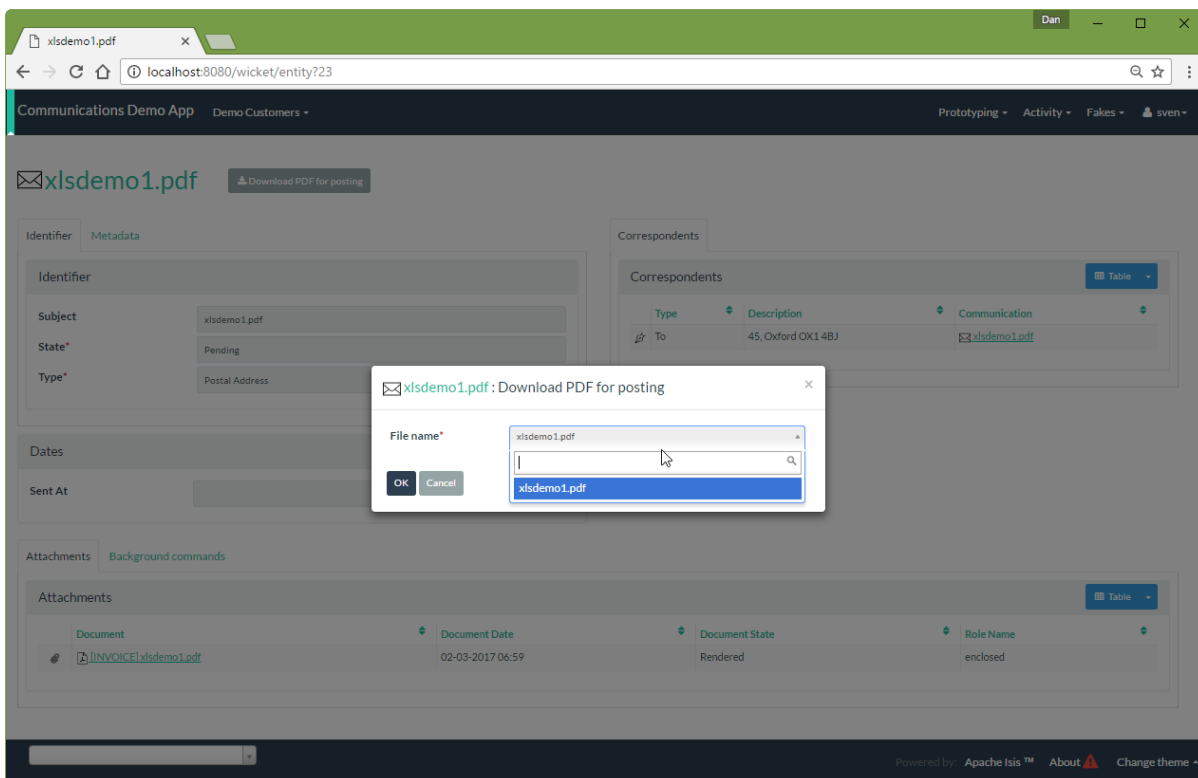 Dan
xlsdemo1.pdf
localhost:8080/wicket/entity?23
Communications Demo App Demo Customers Prototyping Activity Fakes sven
xlsdemo1.pdf Download PDF for posting
Identifier Metadata
Identifier
Subject xlsdemo1.pdf
State* Pending
Type* Postal Address
Correspondents
Correspondents Table
Type Description Communication
To 45, Oxford OX1 4BJ xlsdemo1.pdf
xlsdemo1.pdf : Download PDF for posting ×
File name* xlsdemo1.pdf
xlsdemo1.pdf
OK Cancel
Dates
Sent At
Attachments Background commands
Attachments Table
Document Document Date Document State Role Name
[INVOICE] xlsdemo1.pdf 02-03-2017 06:59 Rendered enclosed
Powered by: Apache Isis ™ About Change theme